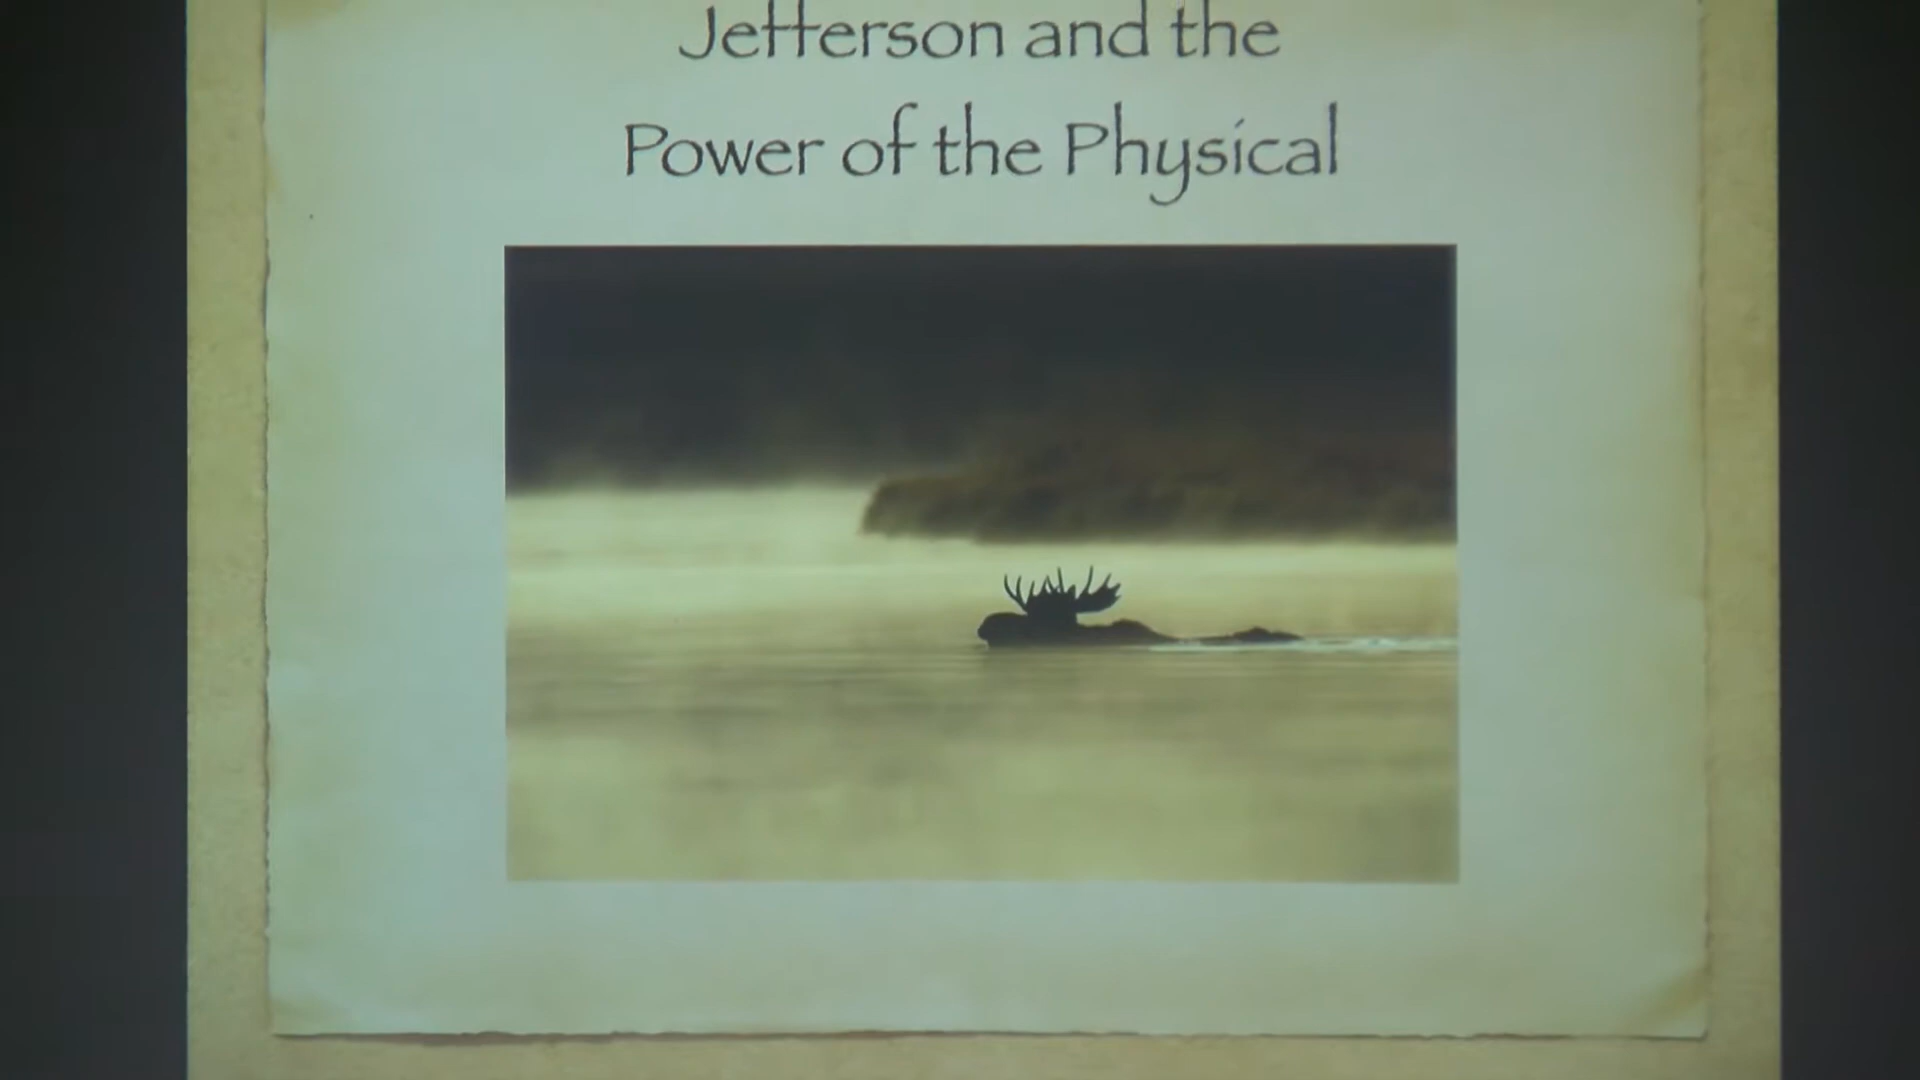 Jefferson and the
Power of the Physical